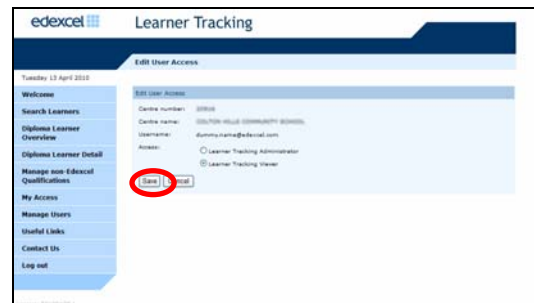 edexcel
Learner Tracking
Edit User Access
Tuesday 13 April 2010
Welcome
Search Learners
Diploma Learner
Overview
Diploma Learner Detail
Manage non-Edexcel
Qualifications
My Access
Manage Users
Useful Links
Contact Us
Log out
Edit User Access
Centre number:
Centre name:
Username: dummy.name@edexcel.com
Access: Learner Tracking Administrator
Learner Tracking Viewer
Save Cancel